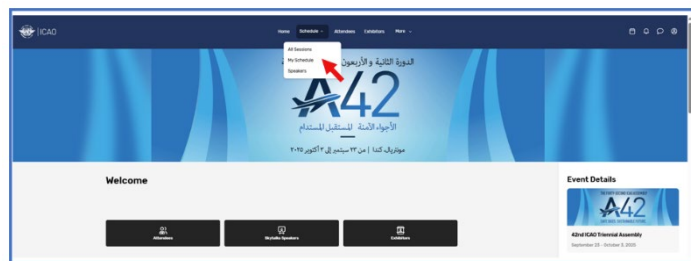 ICAO
Home Schedule Attendees Exhibitors More
All Sessions
My Schedule
Speakers
الدورة الثانية و الأربعون
A42
الأجواء الآمنة المستقبل المستدام
مونتريال، كندا | من ٢٣ سبتمبر إلى ٣ أكتوبر ٢٠٢٥
Welcome
Attendees
Skytalks Speakers
Exhibitors
Event Details
A42
42nd ICAO Triennial Assembly
September 23 - October 3, 2025